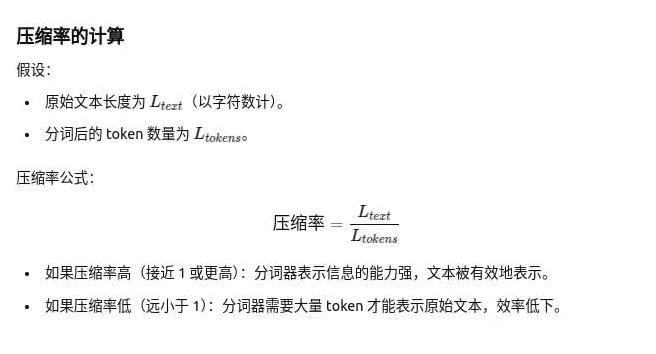 压缩率的计算
假设：
• 原始文本长度为 L_{text}（以字符数计）。
• 分词后的 token 数量为 L_{tokens}。
压缩率公式：
压缩率 = \frac{L_{text}}{L_{tokens}}
• 如果压缩率高（接近 1 或更高）：分词器表示信息的能力强，文本被有效地表示。
• 如果压缩率低（远小于 1）：分词器需要大量 token 才能表示原始文本，效率低下。